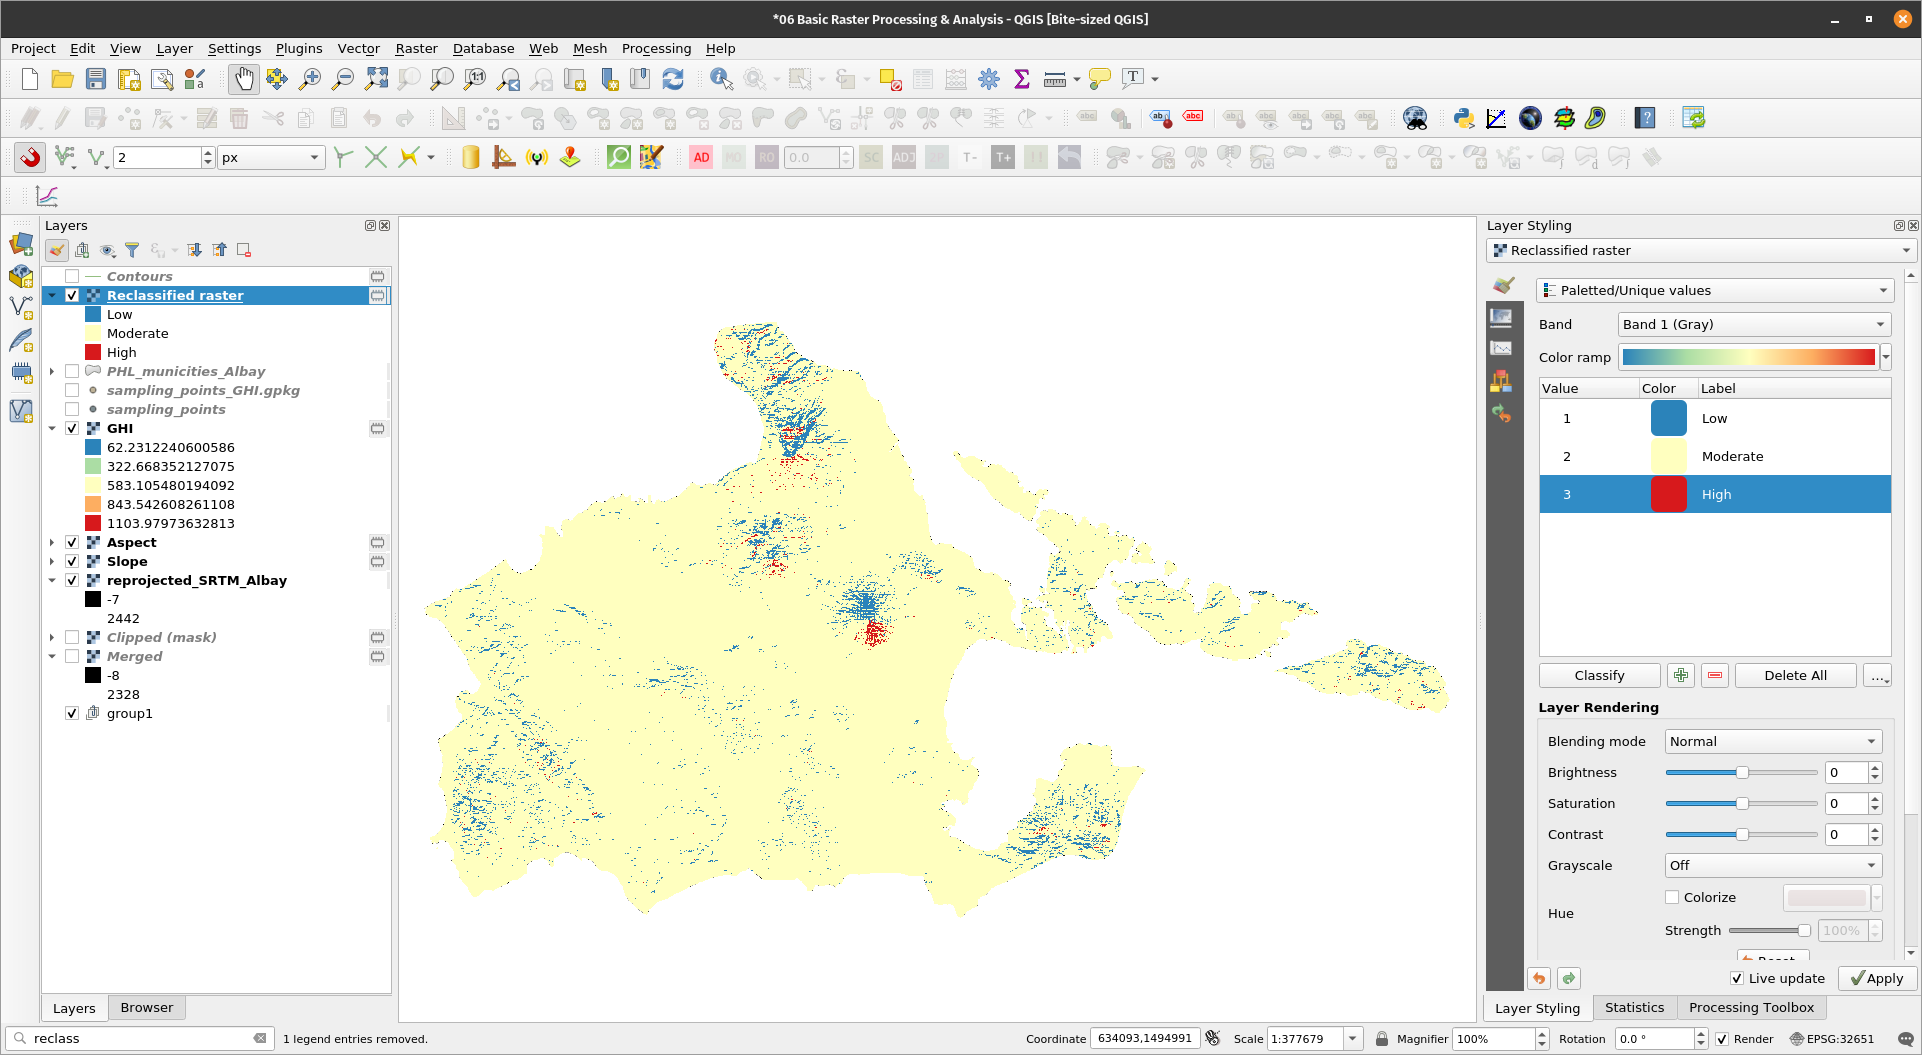 *06 Basic Raster Processing & Analysis - QGIS [Bite-sized QGIS]
Project Edit View Layer Settings Plugins Vector Raster Database Web Mesh Processing Help
2 px
0.0
AD MO RO SC ADJ T- T+
Layers
Contours
Reclassified raster
Low
Moderate
High
PHL_municities_Albay
sampling_points_GHI.gpkg
sampling_points
GHI
62.2312240600586
322.668352127075
583.105480194092
843.542608261108
1103.97973632813
Aspect
Slope
reprojected_SRTM_Albay
-7
2442
Clipped (mask)
Merged
-8
2328
group1
Layers Browser
Layer Styling
Reclassified raster
Paletted/Unique values
Band Band 1 (Gray)
Color ramp
Value Color Label
1 Low
2 Moderate
3 High
Classify Delete All ...
Layer Rendering
Blending mode Normal
Brightness 0
Saturation 0
Contrast 0
Grayscale Off
Colorize
Hue
Strength 100%
Reset
Live update Apply
Layer Styling Statistics Processing Toolbox
reclass 1 legend entries removed. Coordinate 634093,1494991 Scale 1:377679 Magnifier 100% Rotation 0.0 ° Render EPSG:32651